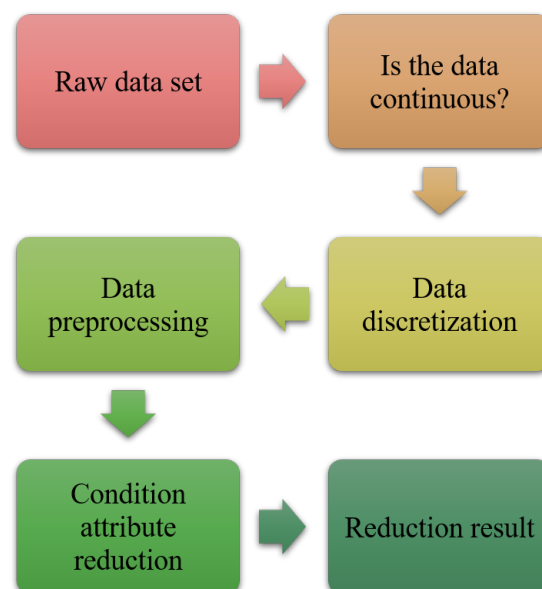 Raw data set
Is the data
continuous?
Data
discretization
Data
preprocessing
Condition
attribute
reduction
Reduction result